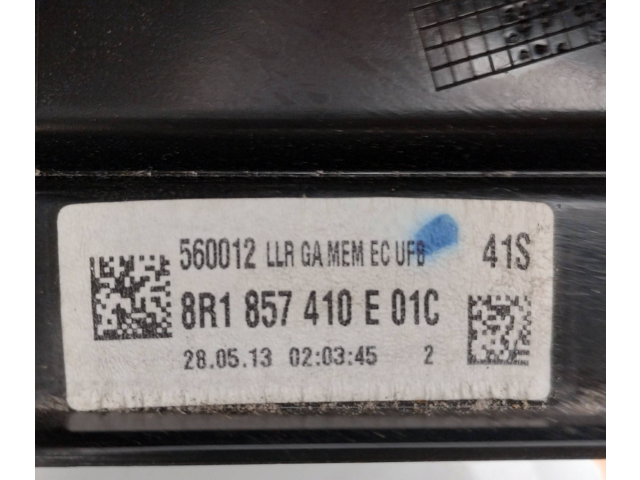 560012 LLR GA MEM EC UFB 41S
8R1 857 410 E 01C
28.05.13 02:03:45 2